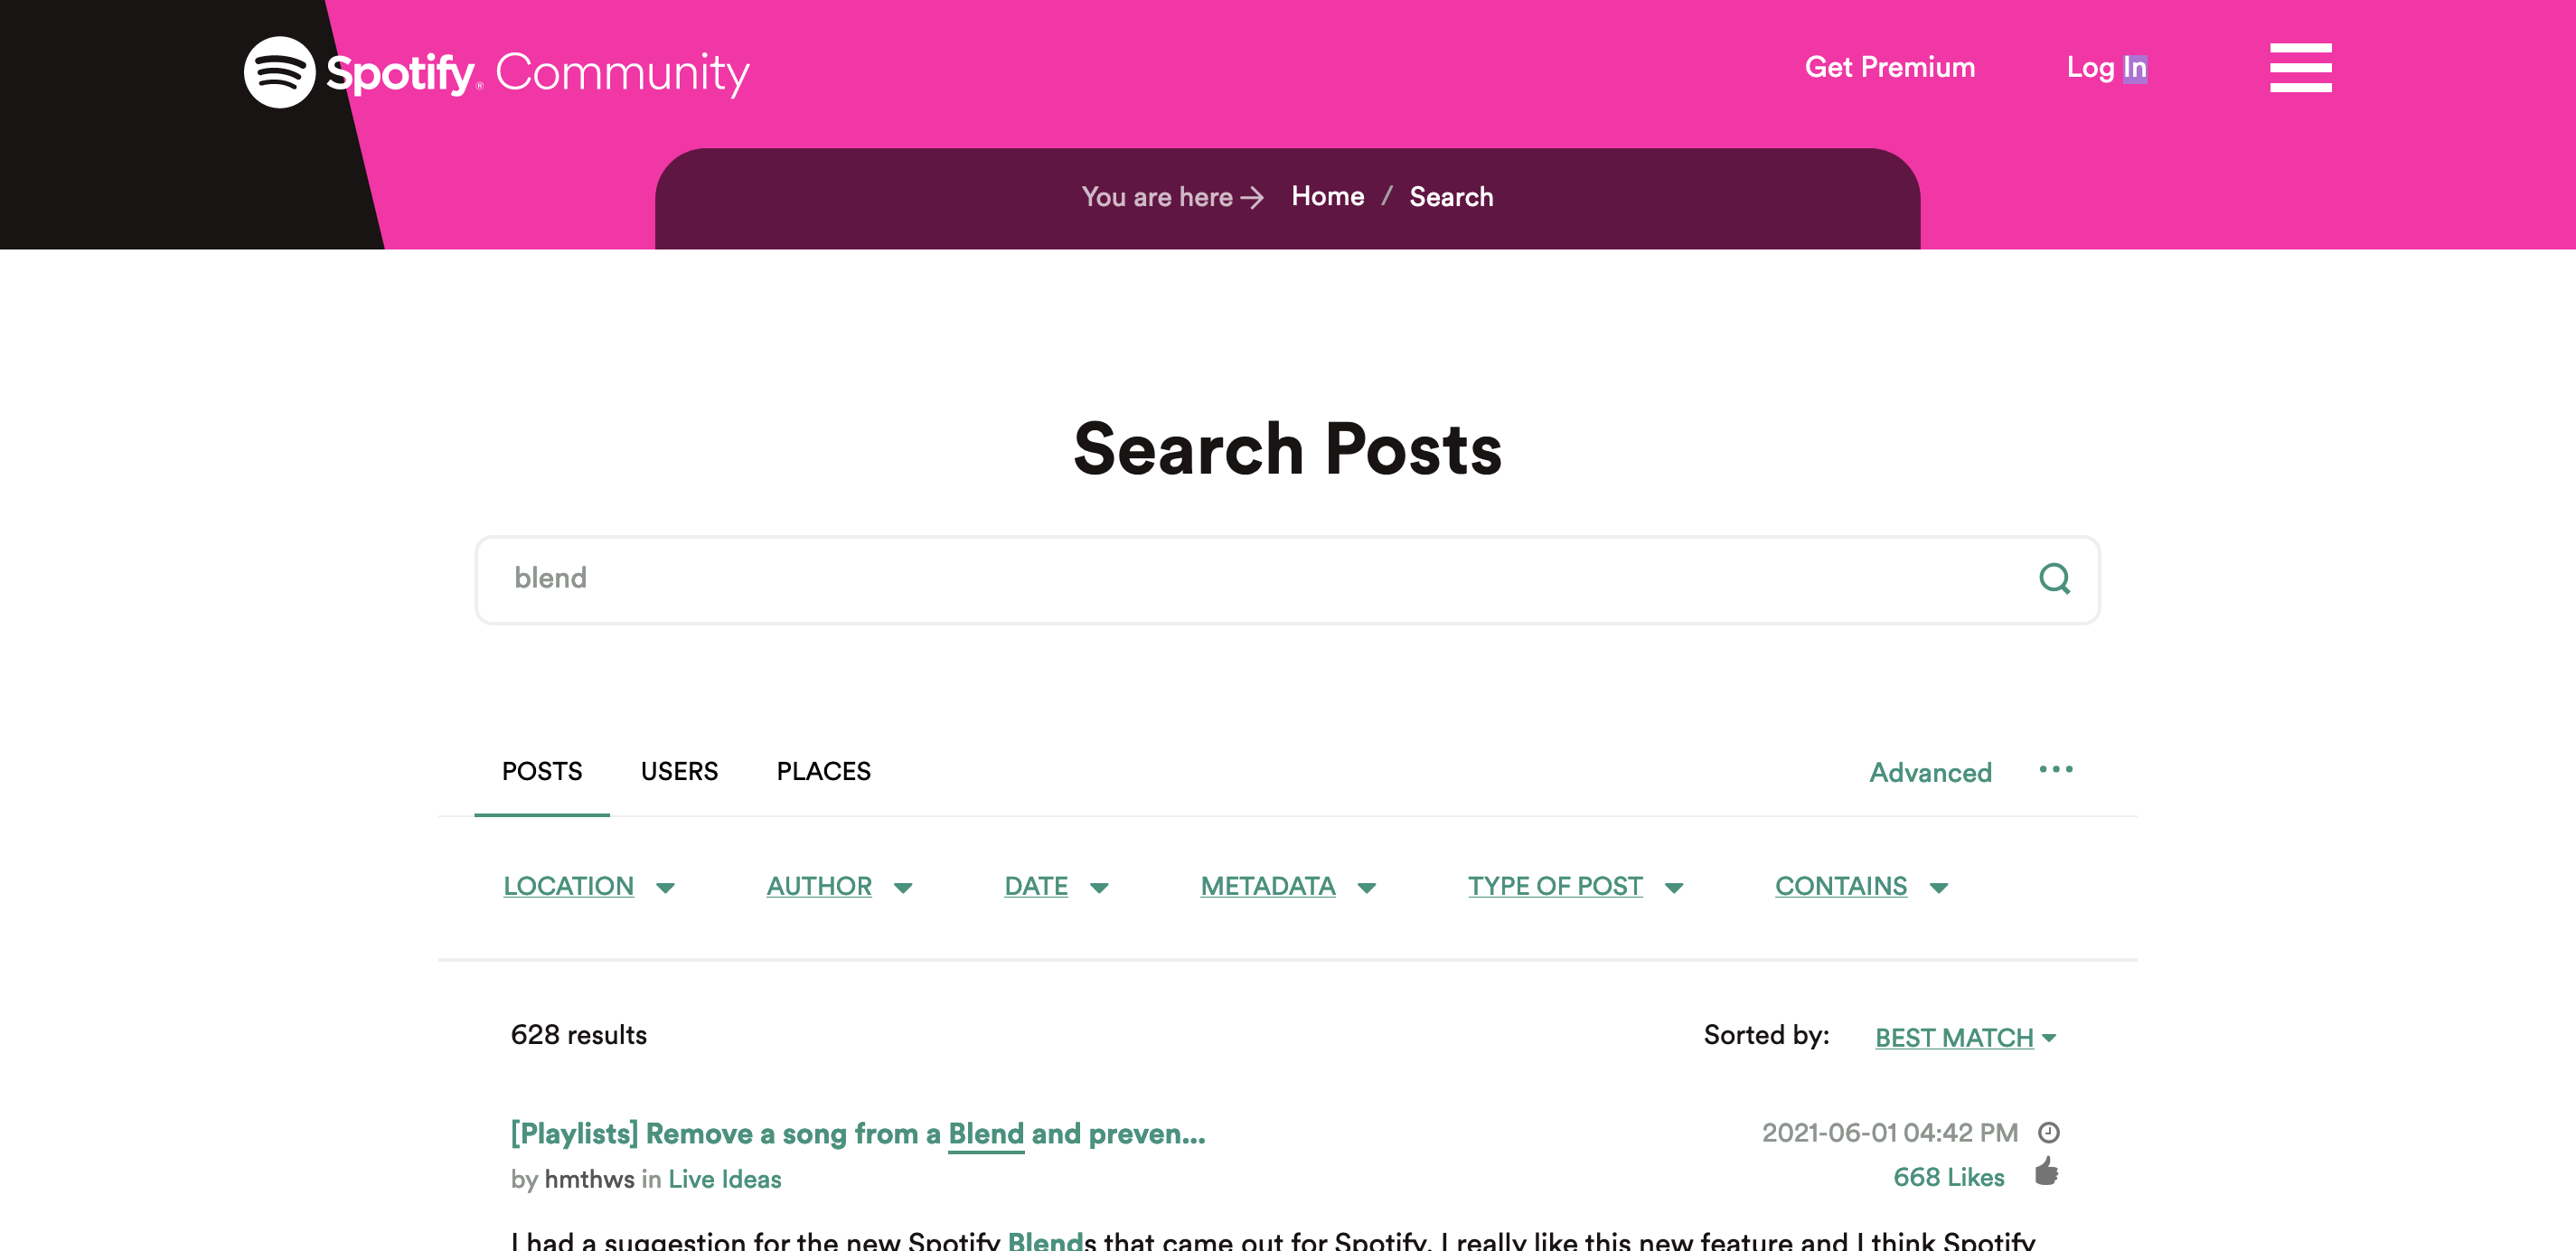 Spotify® Community
Get Premium
Log In
You are here → Home / Search
Search Posts
blend
POSTS USERS PLACES
Advanced ...
LOCATION AUTHOR DATE METADATA TYPE OF POST CONTAINS
628 results
Sorted by: BEST MATCH
[Playlists] Remove a song from a Blend and preven...
2021-06-01 04:42 PM
by hmthws in Live Ideas
668 Likes
I had a suggestion for the new Spotify Blends that came out for Spotify. I really like this new feature and I think Spotify